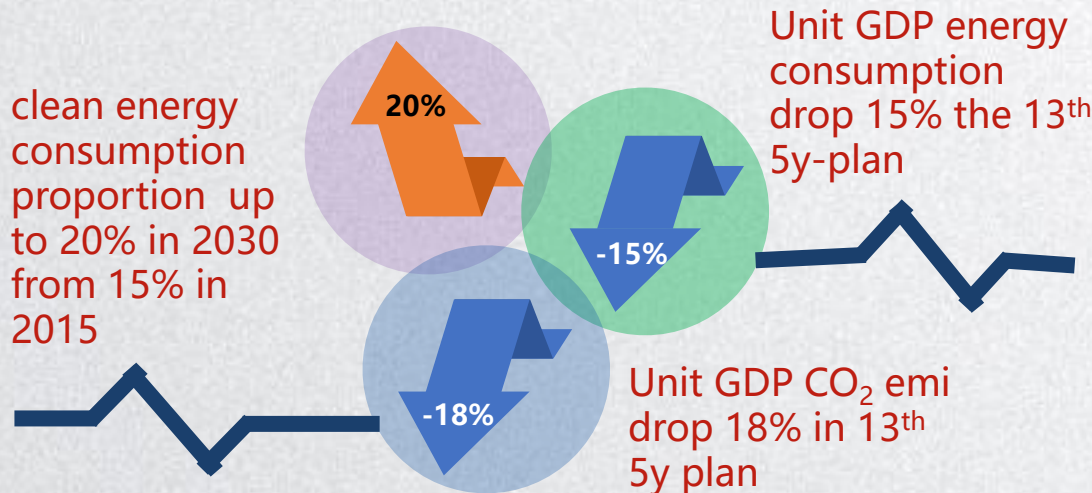 clean energy
consumption
proportion up
to 20% in 2030
from 15% in
2015
20%
Unit GDP energy
consumption
drop 15% the 13th
5y-plan
-15%
-18%
Unit GDP CO₂ emi
drop 18% in 13th
5y plan